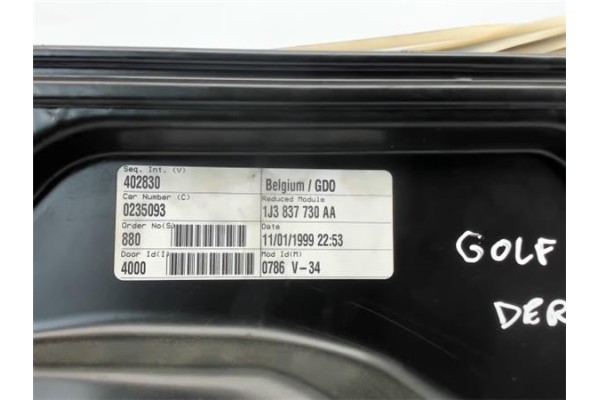 Seq. Int. (V)
402830 Belgium / GDO
Car Number (C) Reduced Module
0235093 1J3 837 730 AA
Order No(S) Date
880 11/01/1999 22:53
Door Id(I) Mod Id(M)
4000 0786 V-34
GOLF
DER